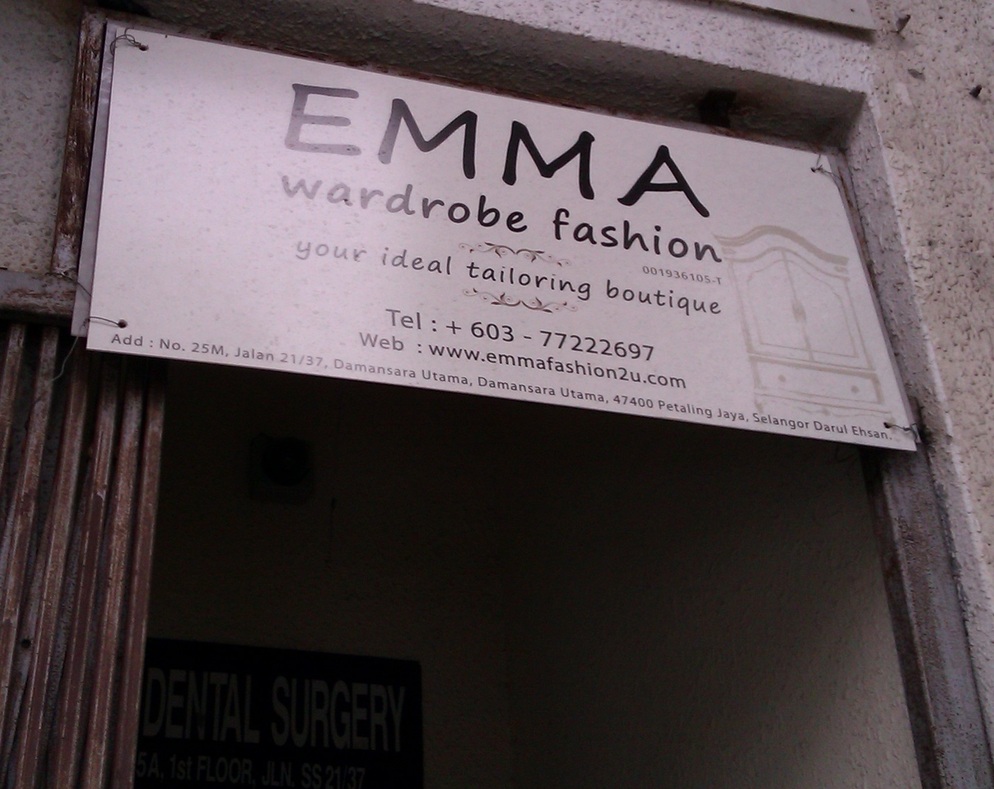 EMMA
wardrobe fashion
001936105-T
your ideal tailoring boutique
Tel : + 603 - 77222697
Web : www.emmafashion2u.com
Add : No. 25M, Jalan 21/37, Damansara Utama, Damansara Utama, 47400 Petaling Jaya, Selangor Darul Ehsan.
DENTAL SURGERY
5A, 1st FLOOR, JLN. SS 21/37